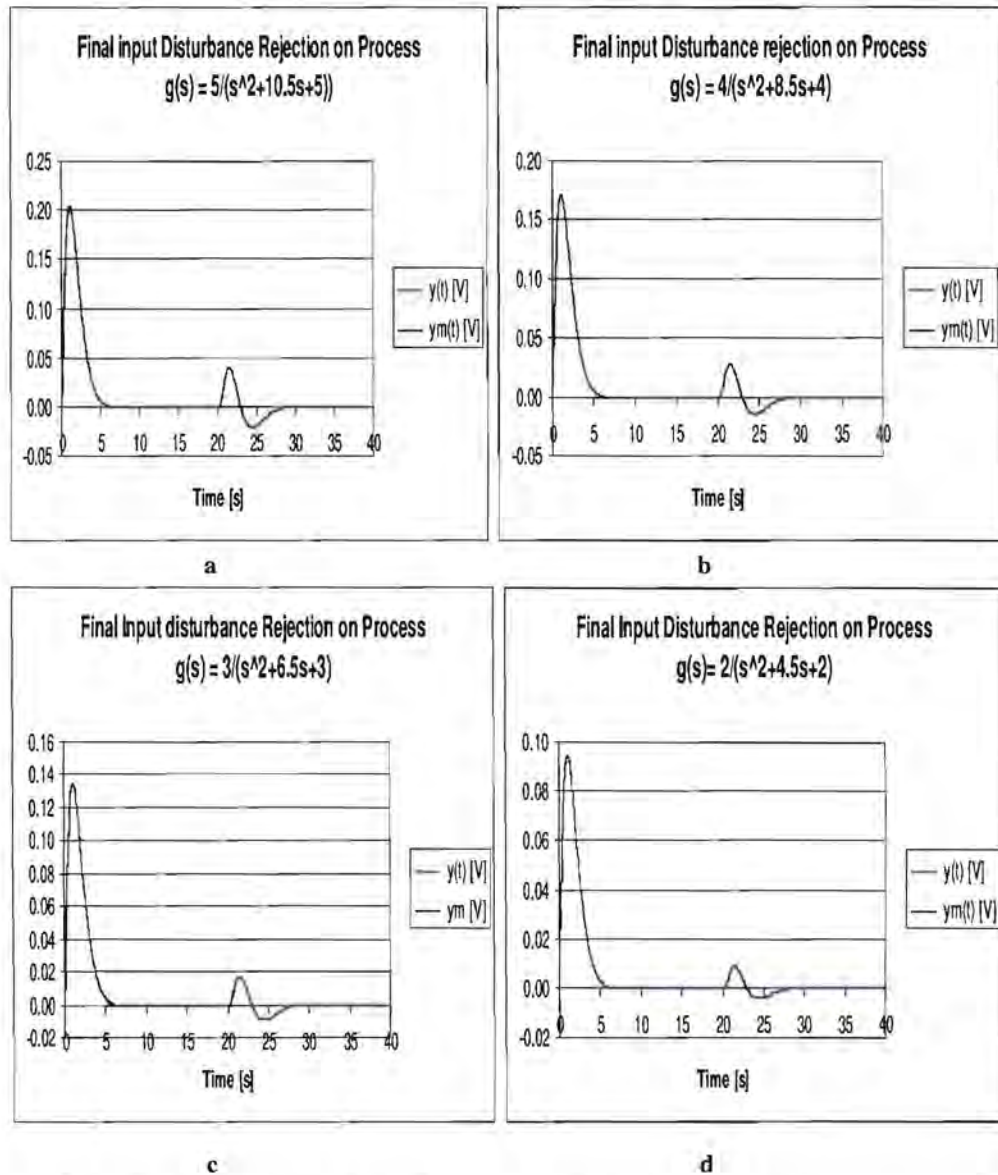 Final input Disturbance Rejection on Process
g(s) = 5/(s^2+10.5s+5))
0.25
0.20
0.15
0.10
0.05
0.00
-0.05
0 5 10 15 20 25 30 35 40
Time [s]
y(t) [V]
ym(t) [V]
a
Final input Disturbance rejection on Process
g(s) = 4/(s^2+8.5s+4)
0.20
0.15
0.10
0.05
0.00
-0.05
0 5 10 15 20 25 30 35 40
Time [s]
y(t) [V]
ym(t) [V]
b
Final Input disturbance Rejection on Process
g(s) = 3/(s^2+6.5s+3)
0.16
0.14
0.12
0.10
0.08
0.06
0.04
0.02
0.00
-0.02
0 5 10 15 20 25 30 35 40
Time [s]
y(t) [V]
ym [V]
c
Final Input Disturbance Rejection on Process
g(s)= 2/(s^2+4.5s+2)
0.10
0.08
0.06
0.04
0.02
0.00
-0.02
0 5 10 15 20 25 30 35 40
Time [s]
y(t) [V]
ym(t) [V]
d